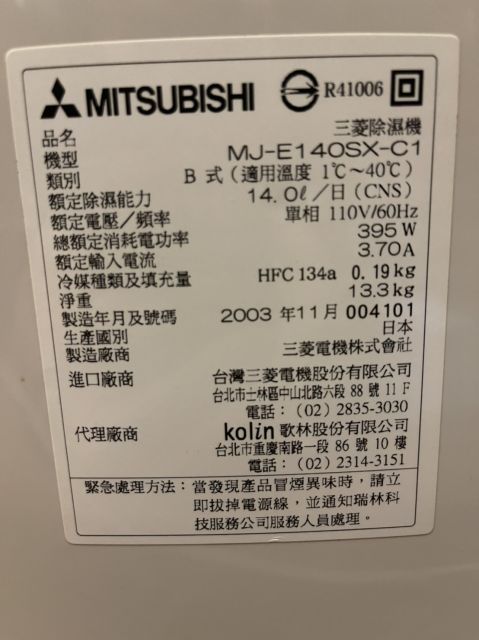 MITSUBISHI R41006
品名 三菱除濕機
機型 MJ-E140SX-C1
類別 B 式 (適用溫度 1℃~40℃)
額定除濕能力 14.0ℓ/日 (CNS)
額定電壓/頻率 單相 110V/60Hz
總額定消耗電功率 395 W
額定輸入電流 3.70A
冷媒種類及填充量 HFC 134a 0.19kg
淨重 13.3kg
製造年月及號碼 2003 年11月 004101
生產國別 日本
製造廠商 三菱電機株式會社
進口廠商 台灣三菱電機股份有限公司
台北市士林區中山北路六段 88 號 11 F
電話：(02) 2835-3030
代理廠商 kolin 歌林股份有限公司
台北市重慶南路一段 86 號 10 樓
電話：(02) 2314-3151
緊急處理方法：當發現產品冒煙異味時，請立
即拔掉電源線，並通知瑞林科
技服務公司服務人員處理。